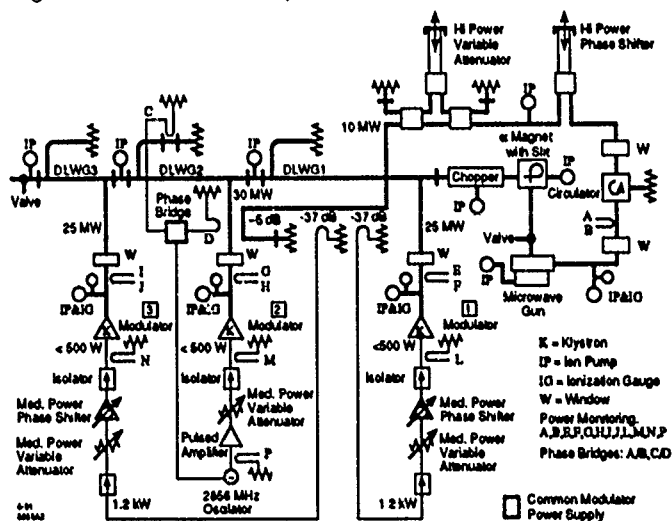 Hi Power
Variable
Attenuator
Hi Power
Phase Shifter
C
IP
IP
IP
IP
10 MW
α Magnet
with Slit
W
DLWG3
DLWG2
DLWG1
Chopper
IP
Circulator
CA
Valve
Phase
Bridge
30 MW
-6 dB
-37 dB
-37 dB
IP
A
B
25 MW
D
25 MW
Valve
W
W
W
W
I
J
G
H
E
F
IP
Microwave
Gun
IP&IG
IP&IG
IP&IG
IP&IG
3
2
1
K
Modulator
K
Modulator
K
Modulator
< 500 W
N
< 500 W
M
<500 W
L
K = Klystron
IP = Ion Pump
IG = Ionization Gauge
W = Window
Isolator
Isolator
Isolator
Med. Power
Phase Shifter
Med. Power
Variable
Attenuator
Med. Power
Phase Shifter
Power Monitoring
A,B,E,F,G,H,I,J,L,M,N,P
Med. Power
Variable
Attenuator
Pulsed
Amplifier
P
Med. Power
Variable
Attenuator
Phase Bridges: A/B,C/D
1.2 kW
2856 MHz
Oscillator
1.2 kW
Common Modulator
Power Supply